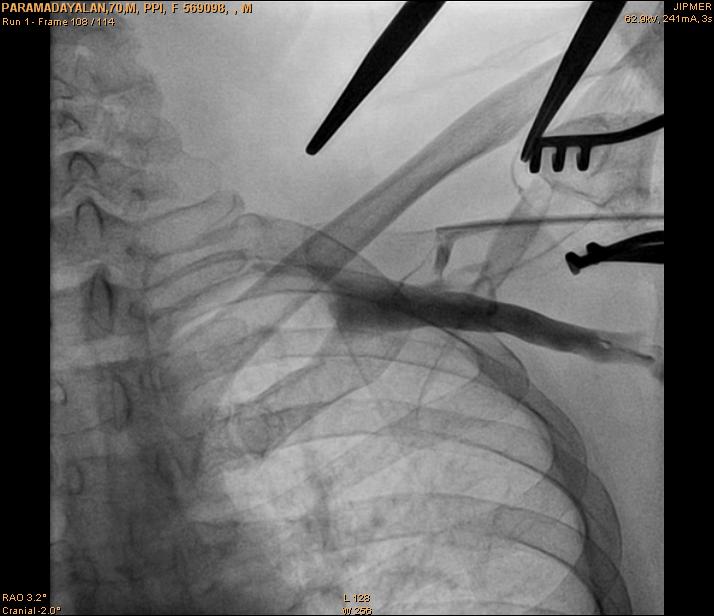 PARAMADAYALAN,70,M, PPI, F 569098, , M
JIPMER
Run 1 - Frame 108 / 114
62.9kV, 241mA, 3s
RAO 3.2°
L 128
Cranial -2.0°
W 256